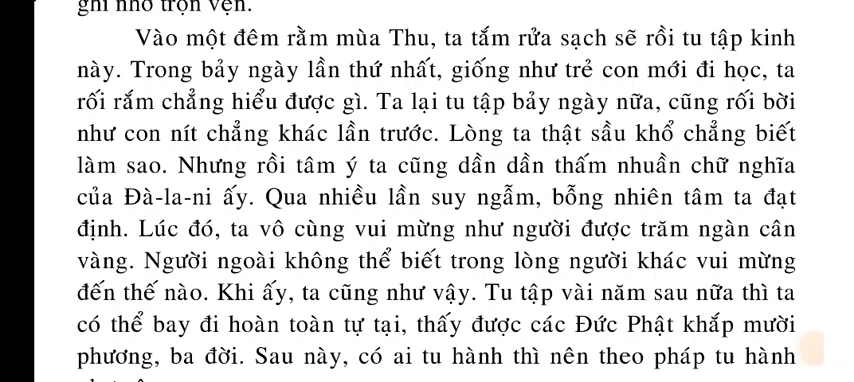 ghi nhớ trọn vẹn.
Vào một đêm rằm mùa Thu, ta tắm rửa sạch sẽ rồi tu tập kinh
này. Trong bảy ngày lần thứ nhất, giống như trẻ con mới đi học, ta
rối rắm chẳng hiểu được gì. Ta lại tu tập bảy ngày nữa, cũng rối bời
như con nít chẳng khác lần trước. Lòng ta thật sầu khổ chẳng biết
làm sao. Nhưng rồi tâm ý ta cũng dần dần thấm nhuần chữ nghĩa
của Đà-la-ni ấy. Qua nhiều lần suy ngẫm, bỗng nhiên tâm ta đạt
định. Lúc đó, ta vô cùng vui mừng như người được trăm ngàn cân
vàng. Người ngoài không thể biết trong lòng người khác vui mừng
đến thế nào. Khi ấy, ta cũng như vậy. Tu tập vài năm sau nữa thì ta
có thể bay đi hoàn toàn tự tại, thấy được các Đức Phật khắp mười
phương, ba đời. Sau này, có ai tu hành thì nên theo pháp tu hành